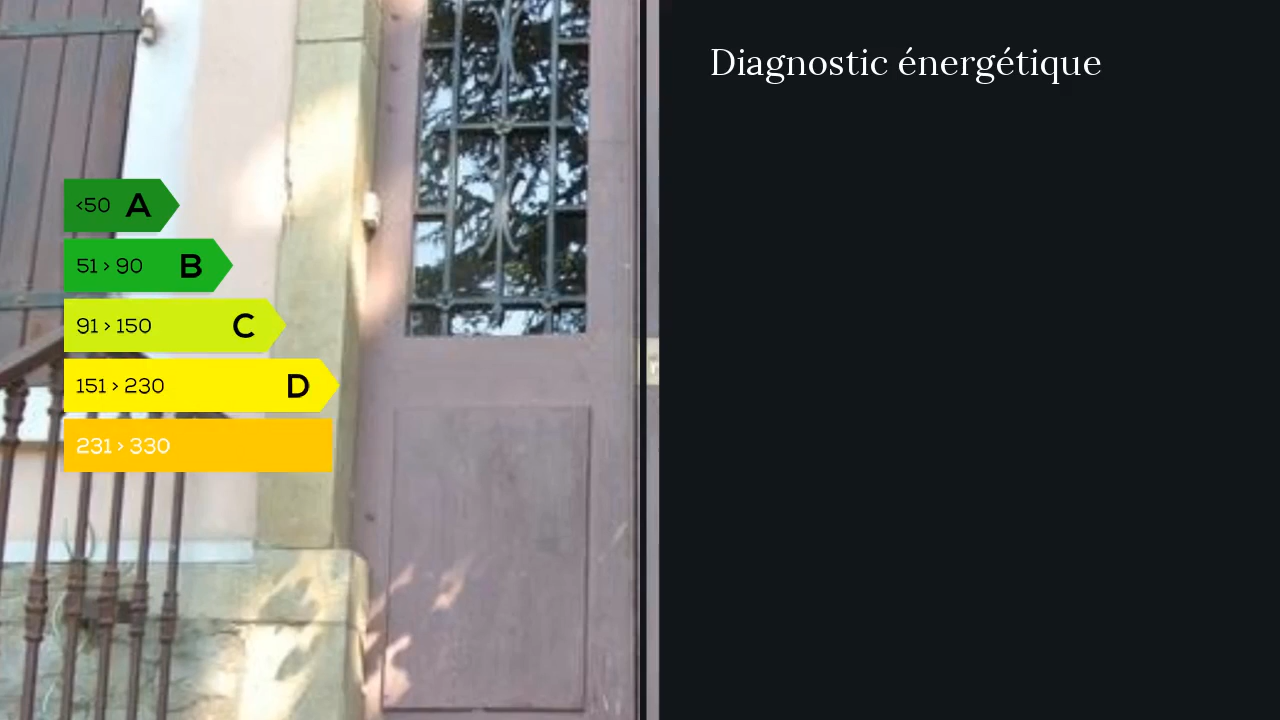 Diagnostic énergétique
<50 A
51 > 90 B
91 > 150 C
151 > 230 D
231 > 330